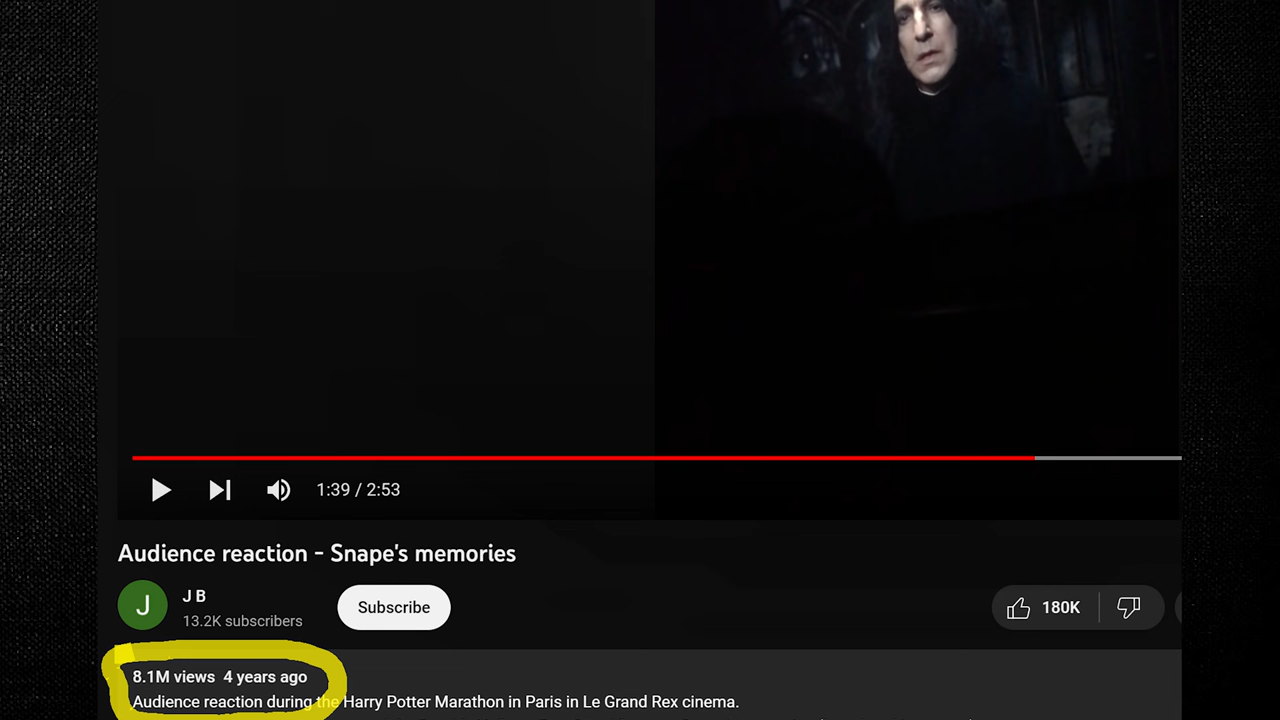 1:39 / 2:53
Audience reaction - Snape's memories
J
J B
13.2K subscribers
Subscribe
180K
8.1M views 4 years ago
Audience reaction during the Harry Potter Marathon in Paris in Le Grand Rex cinema.